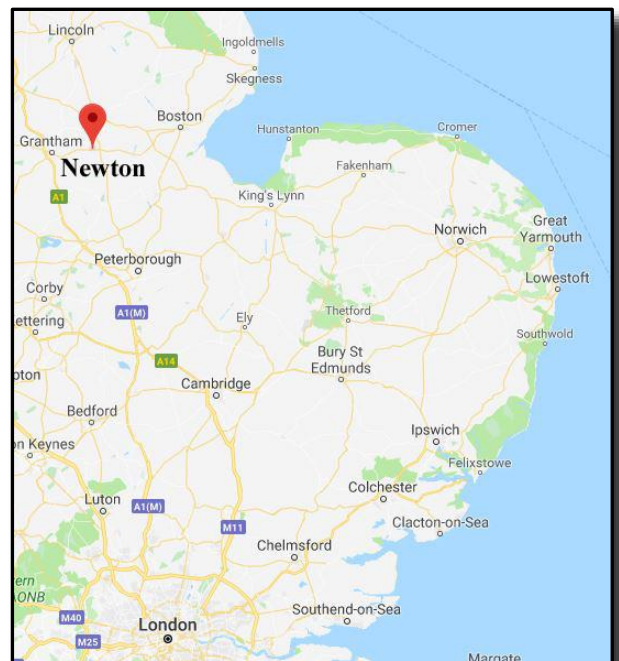 Lincoln
Ingoldmells
Skegness
Boston
Grantham
Newton
Hunstanton
Cromer
Fakenham
A1
King's Lynn
Norwich
Great
Yarmouth
Peterborough
Lowestoft
Corby
A1(M)
ettering
Ely
Thetford
Southwold
Bury St
Edmunds
A14
pton
Cambridge
Bedford
Ipswich
on Keynes
Felixstowe
Colchester
Luton
A1(M)
M11
Clacton-on-Sea
Chelmsford
ern
AONB
M40
Southend-on-Sea
London
M25
Margate